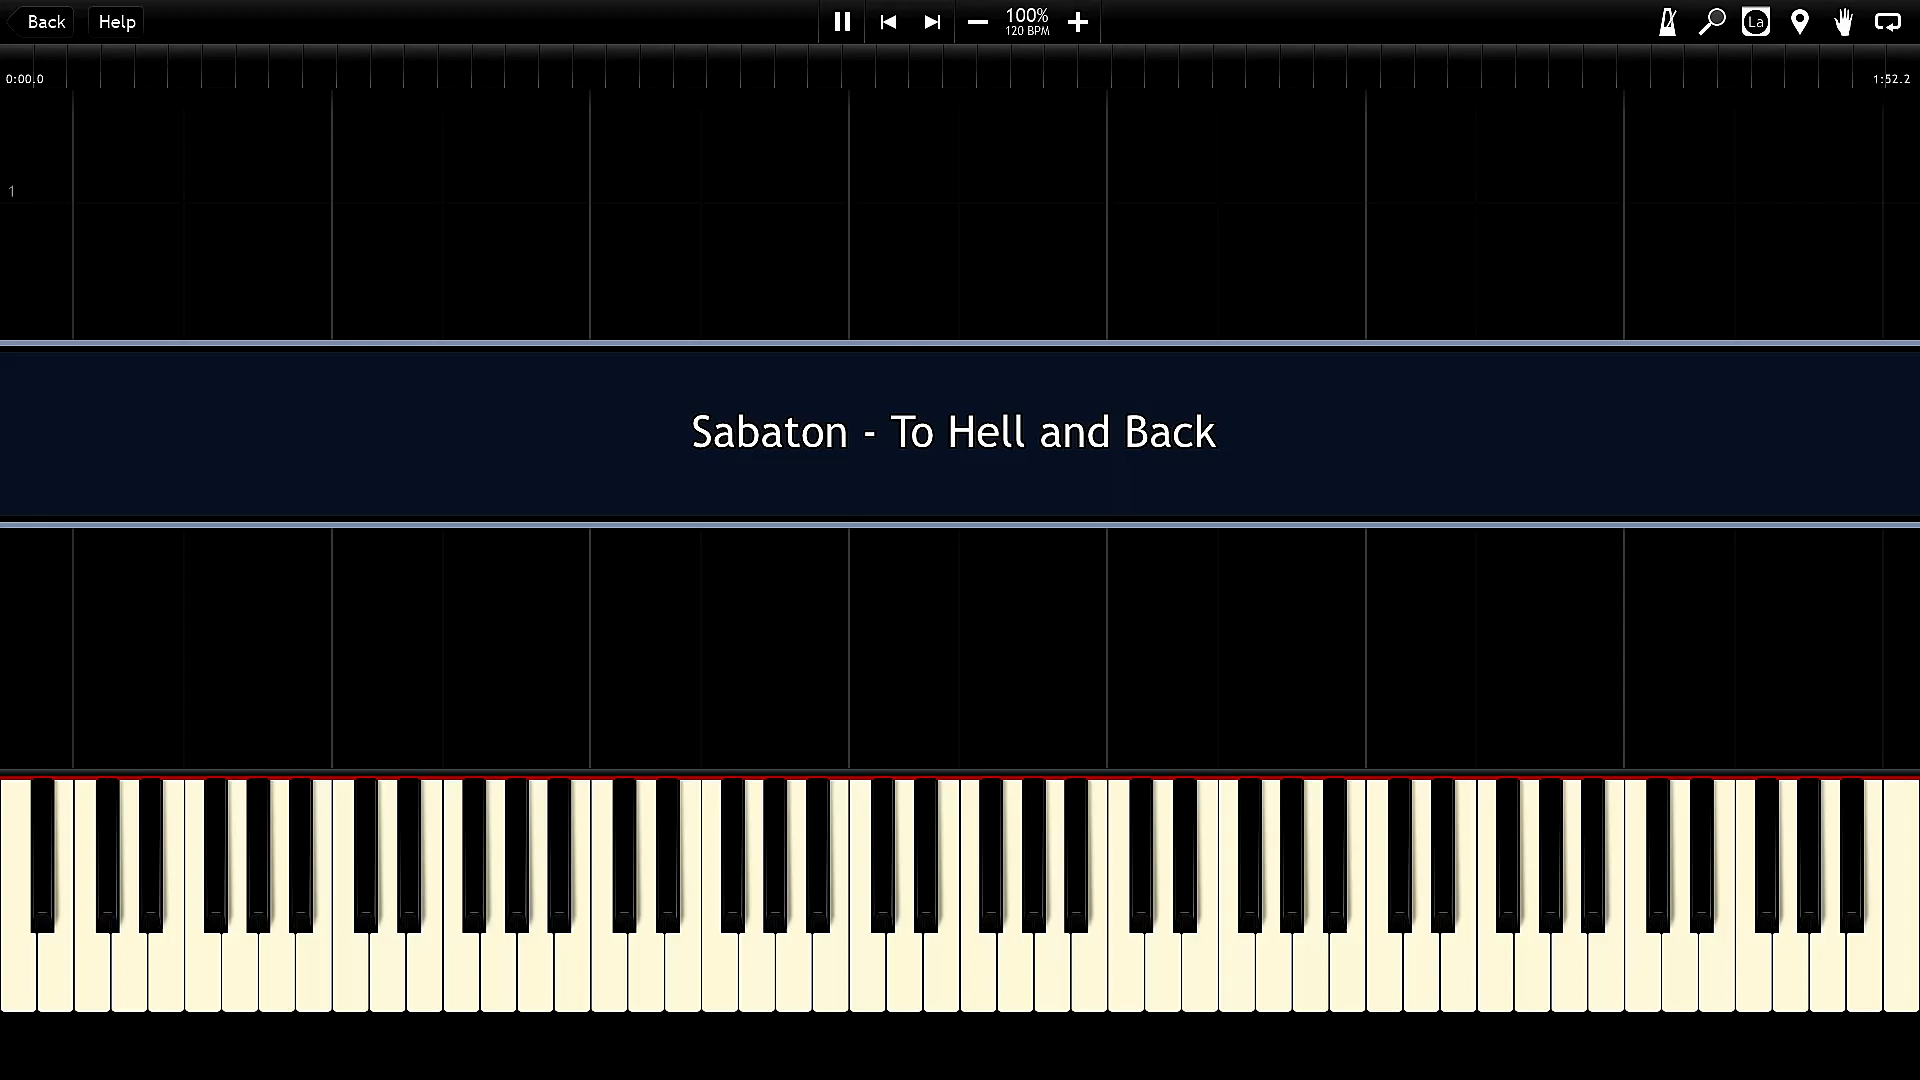 Back
Help
100%
120 BPM
La
0:00.0
1:52.2
1
Sabaton - To Hell and Back